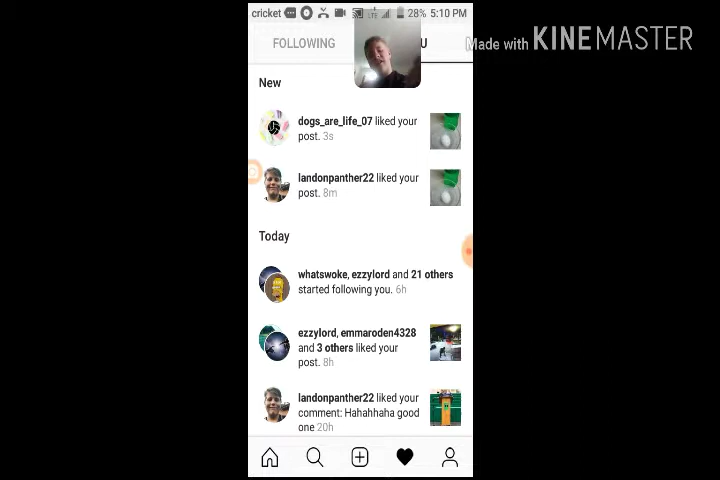 cricket 28% 5:10 PM
FOLLOWING U
Made with KINEMASTER
New
dogs_are_life_07 liked your
post. 3s
landonpanther22 liked your
post. 8m
Today
whatswoke, ezzylord and 21 others
started following you. 6h
ezzylord, emmaroden4328
and 3 others liked your
post. 8h
landonpanther22 liked your
comment: Hahahhaha good
one 20h